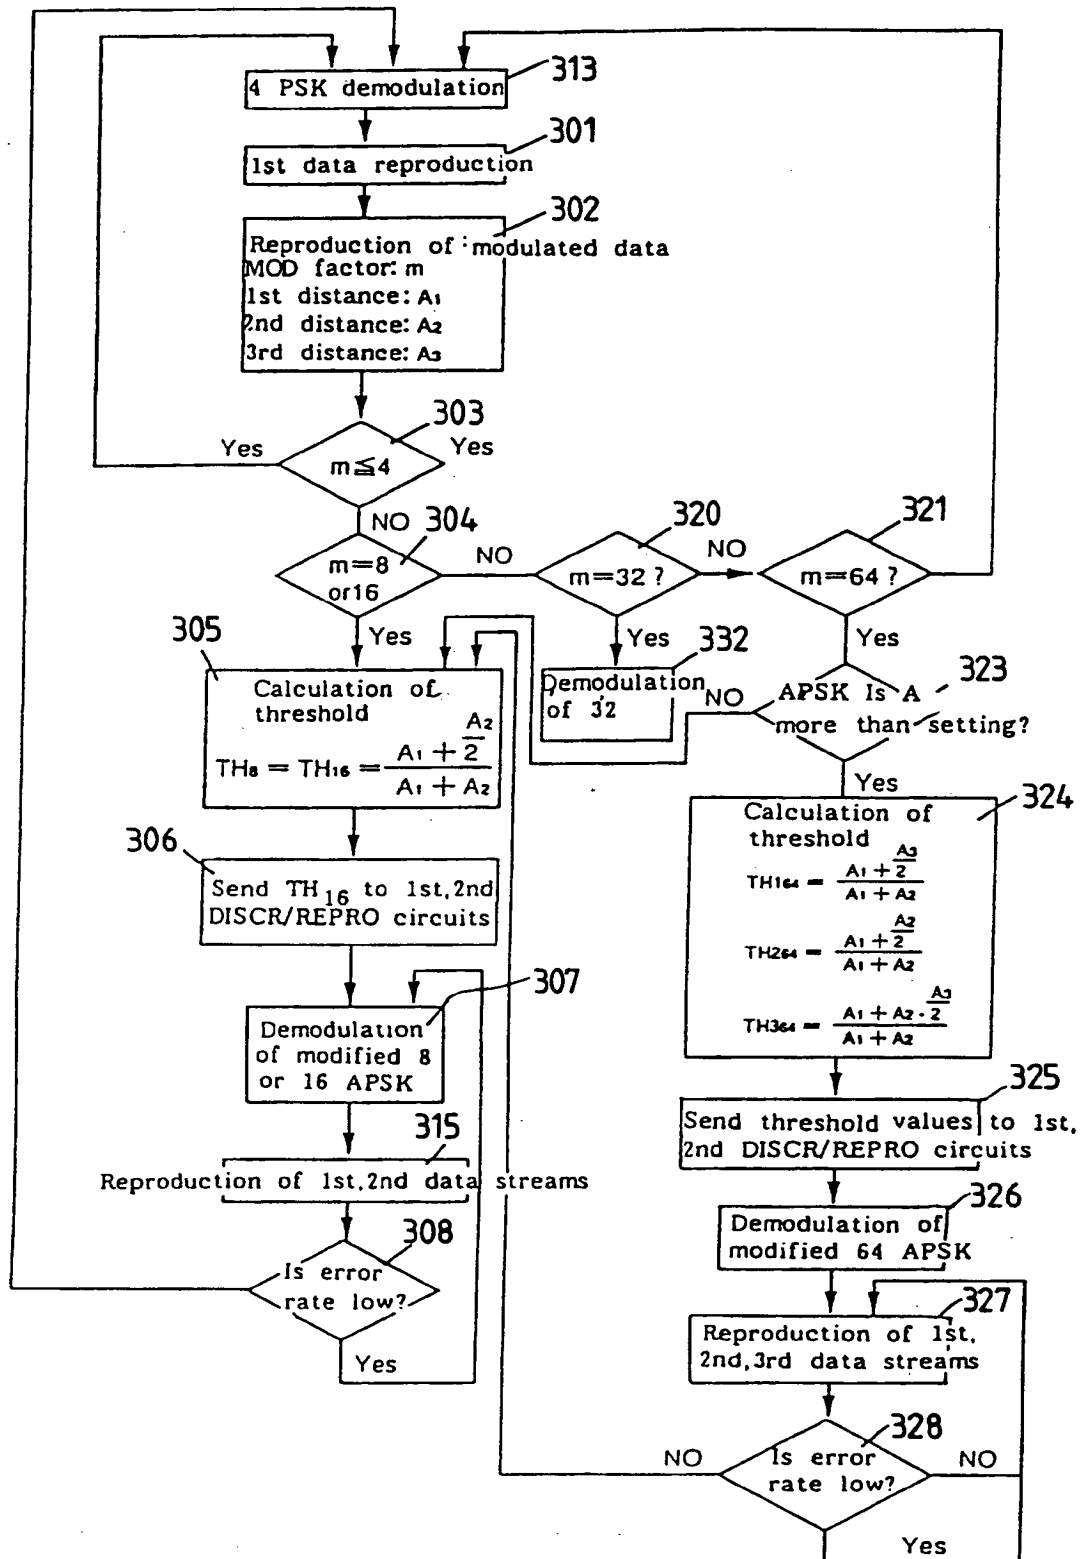 313
4 PSK demodulation
301
1st data reproduction
302
Reproduction of : modulated data
MOD factor: m
1st distance: A1
2nd distance: A2
3rd distance: A3
303
Yes
Yes
m≦4
NO
304
m=8
or16
NO
320
m=32 ?
NO
321
m=64 ?
Yes
Yes
Yes
305
Calculation of
threshold
TH8 = TH16 = (A1 + A2/2) / (A1 + A2)
332
Demodulation
of 32
NO
323
APSK Is A
more than setting?
Yes
306
Send TH16 to 1st,2nd
DISCR/REPRO circuits
324
Calculation of
threshold
TH164 = (A1 + A3/2) / (A1 + A2)
TH264 = (A1 + A2/2) / (A1 + A2)
TH364 = (A1 + A2 · A3/2) / (A1 + A2)
307
Demodulation
of modified 8
or 16 APSK
315
Reproduction of 1st,2nd data streams
308
Is error
rate low?
Yes
325
Send threshold values to 1st,
2nd DISCR/REPRO circuits
326
Demodulation of
modified 64 APSK
327
Reproduction of 1st,
2nd,3rd data streams
328
NO
Is error
rate low?
NO
Yes